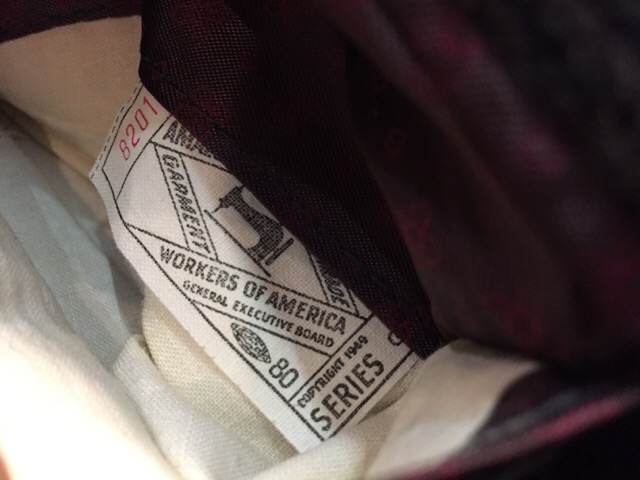 8201
GARMENT
WORKERS OF AMERICA
GENERAL EXECUTIVE BOARD
80
COPYRIGHT 1949
SERIES